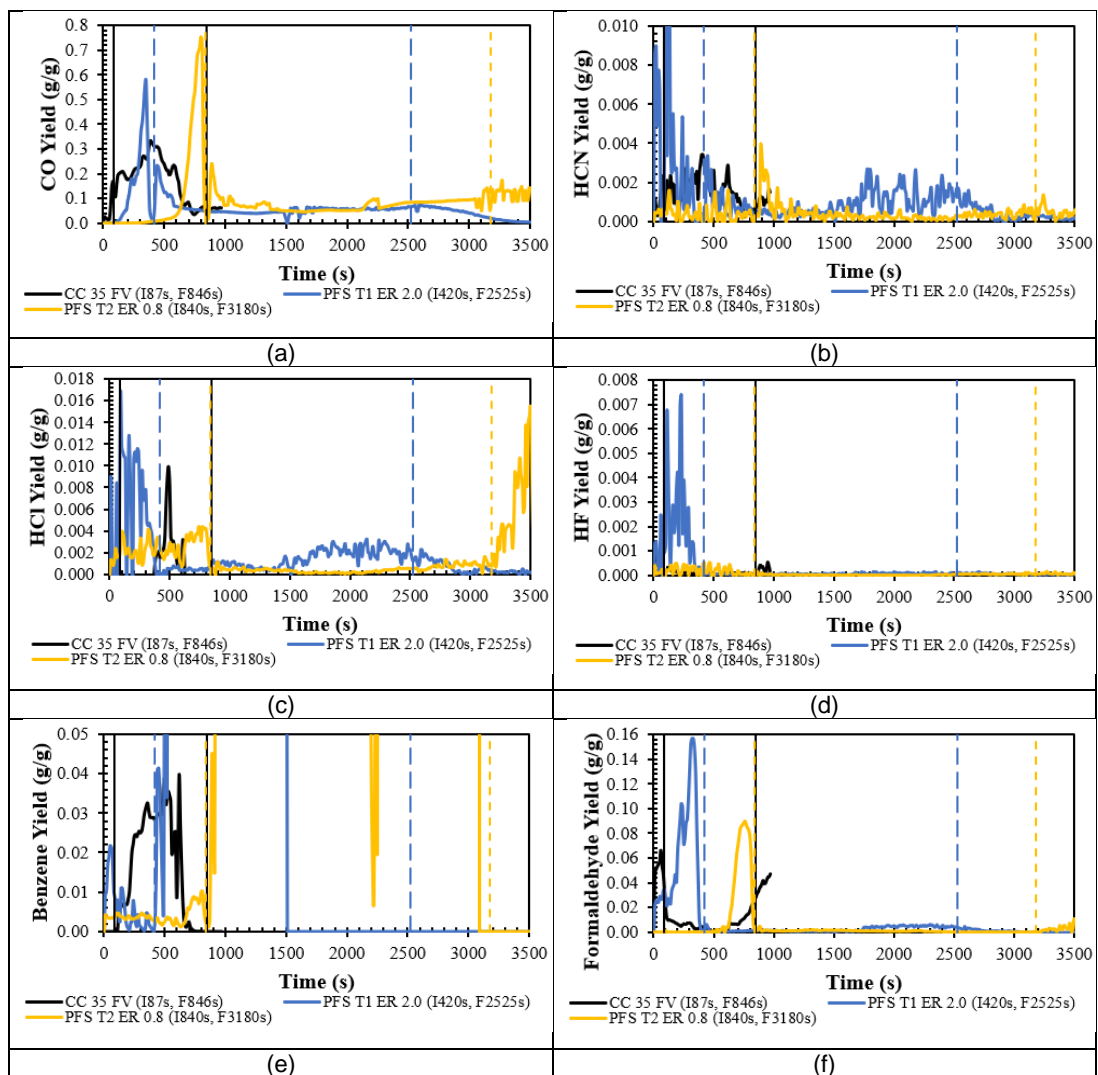 CO Yield (g/g)
0.8
0.7
0.6
0.5
0.4
0.3
0.2
0.1
0
0 500 1000 1500 2000 2500 3000 3500
Time (s)
CC 35 FV (I87s, F846s) PFS T1 ER 2.0 (I420s, F2525s)
PFS T2 ER 0.8 (I840s, F3180s)
(a)
HCN Yield (g/g)
0.010
0.008
0.006
0.004
0.002
0.000
0 500 1000 1500 2000 2500 3000 3500
Time (s)
CC 35 FV (I87s, F846s) PFS T1 ER 2.0 (I420s, F2525s)
PFS T2 ER 0.8 (I840s, F3180s)
(b)
HCl Yield (g/g)
0.018
0.016
0.014
0.012
0.010
0.008
0.006
0.004
0.002
0.000
0 500 1000 1500 2000 2500 3000 3500
Time (s)
CC 35 FV (I87s, F846s) PFS T1 ER 2.0 (I420s, F2525s)
PFS T2 ER 0.8 (I840s, F3180s)
(c)
HF Yield (g/g)
0.008
0.007
0.006
0.005
0.004
0.003
0.002
0.001
0.000
0 500 1000 1500 2000 2500 3000 3500
Time (s)
CC 35 FV (I87s, F846s) PFS T1 ER 2.0 (I420s, F2525s)
PFS T2 ER 0.8 (I840s, F3180s)
(d)
Benzene Yield (g/g)
0.05
0.04
0.03
0.02
0.01
0.00
0 500 1000 1500 2000 2500 3000 3500
Time (s)
CC 35 FV (I87s, F846s) PFS T1 ER 2.0 (I420s, F2525s)
PFS T2 ER 0.8 (I840s, F3180s)
(e)
Formaldehyde Yield (g/g)
0.16
0.14
0.12
0.10
0.08
0.06
0.04
0.02
0.00
0 500 1000 1500 2000 2500 3000 3500
Time (s)
CC 35 FV (I87s, F846s) PFS T1 ER 2.0 (I420s, F2525s)
PFS T2 ER 0.8 (I840s, F3180s)
(f)